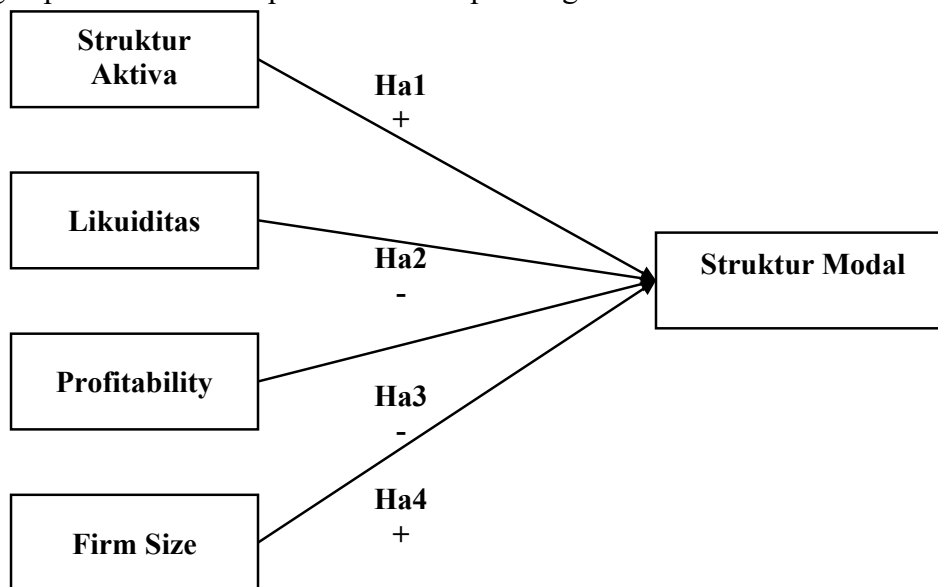 Struktur
Aktiva
Ha1
+
Likuiditas
Ha2
-
Struktur Modal
Profitability
Ha3
-
Ha4
+
Firm Size